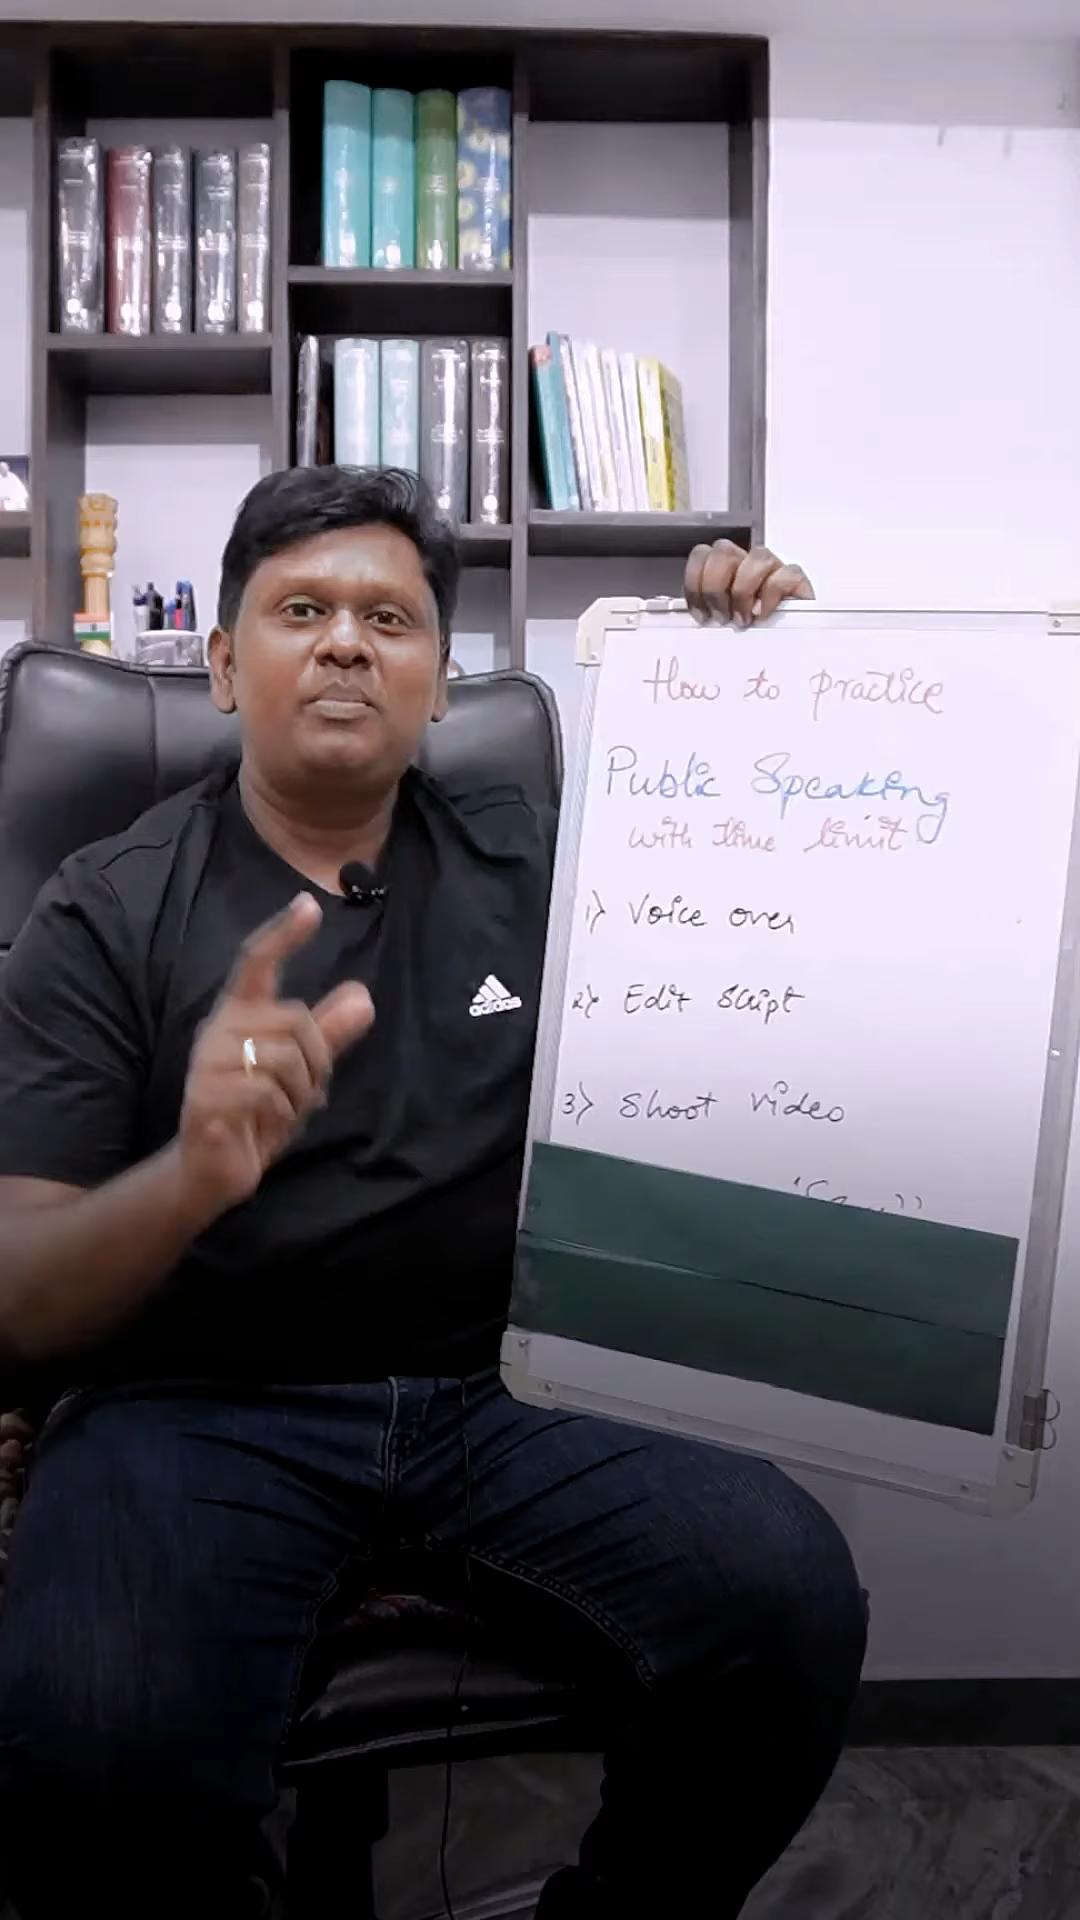 How to practice
Public Speaking
with time limit
1) Voice over
2) Edit Script
3) Shoot Video
adidas